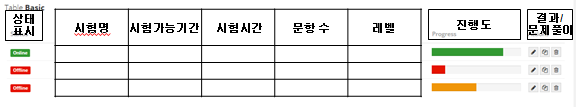 Table Basic
상태
표시
시험명 시험가능기간 시험시간 문항 수 레벨
진행도
결과/
문제풀이
Progress
Online
Offline
Offline